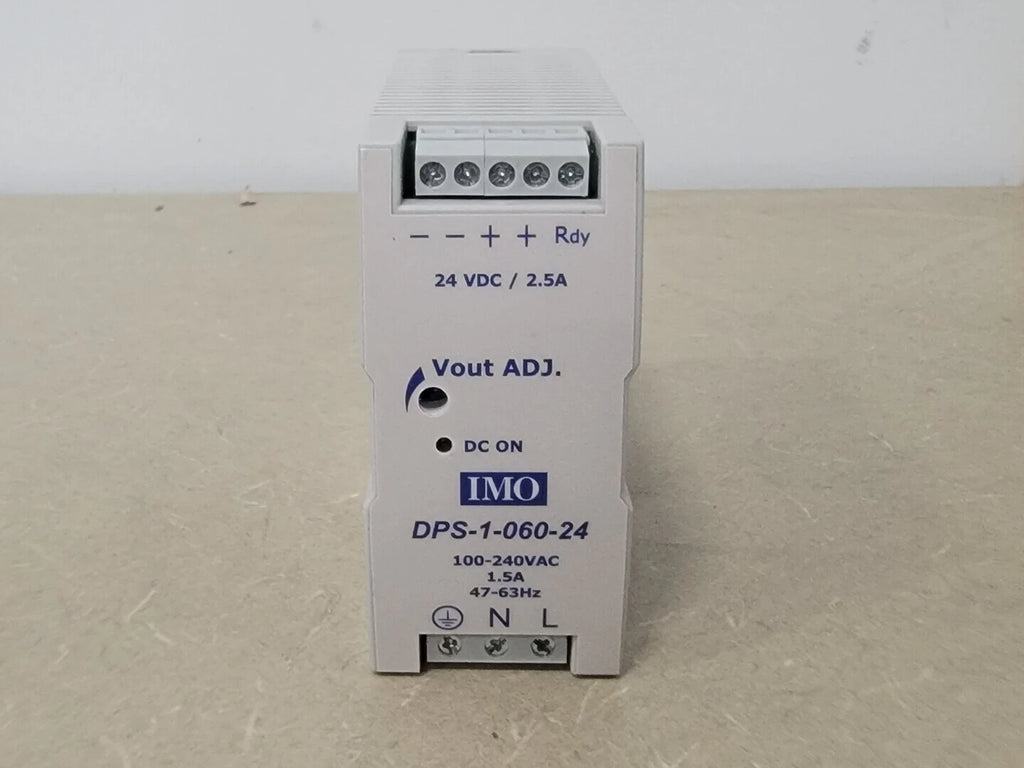 − − + + Rdy
24 VDC / 2.5A
Vout ADJ.
DC ON
IMO
DPS-1-060-24
100-240VAC
1.5A
47-63Hz
⏚ N L